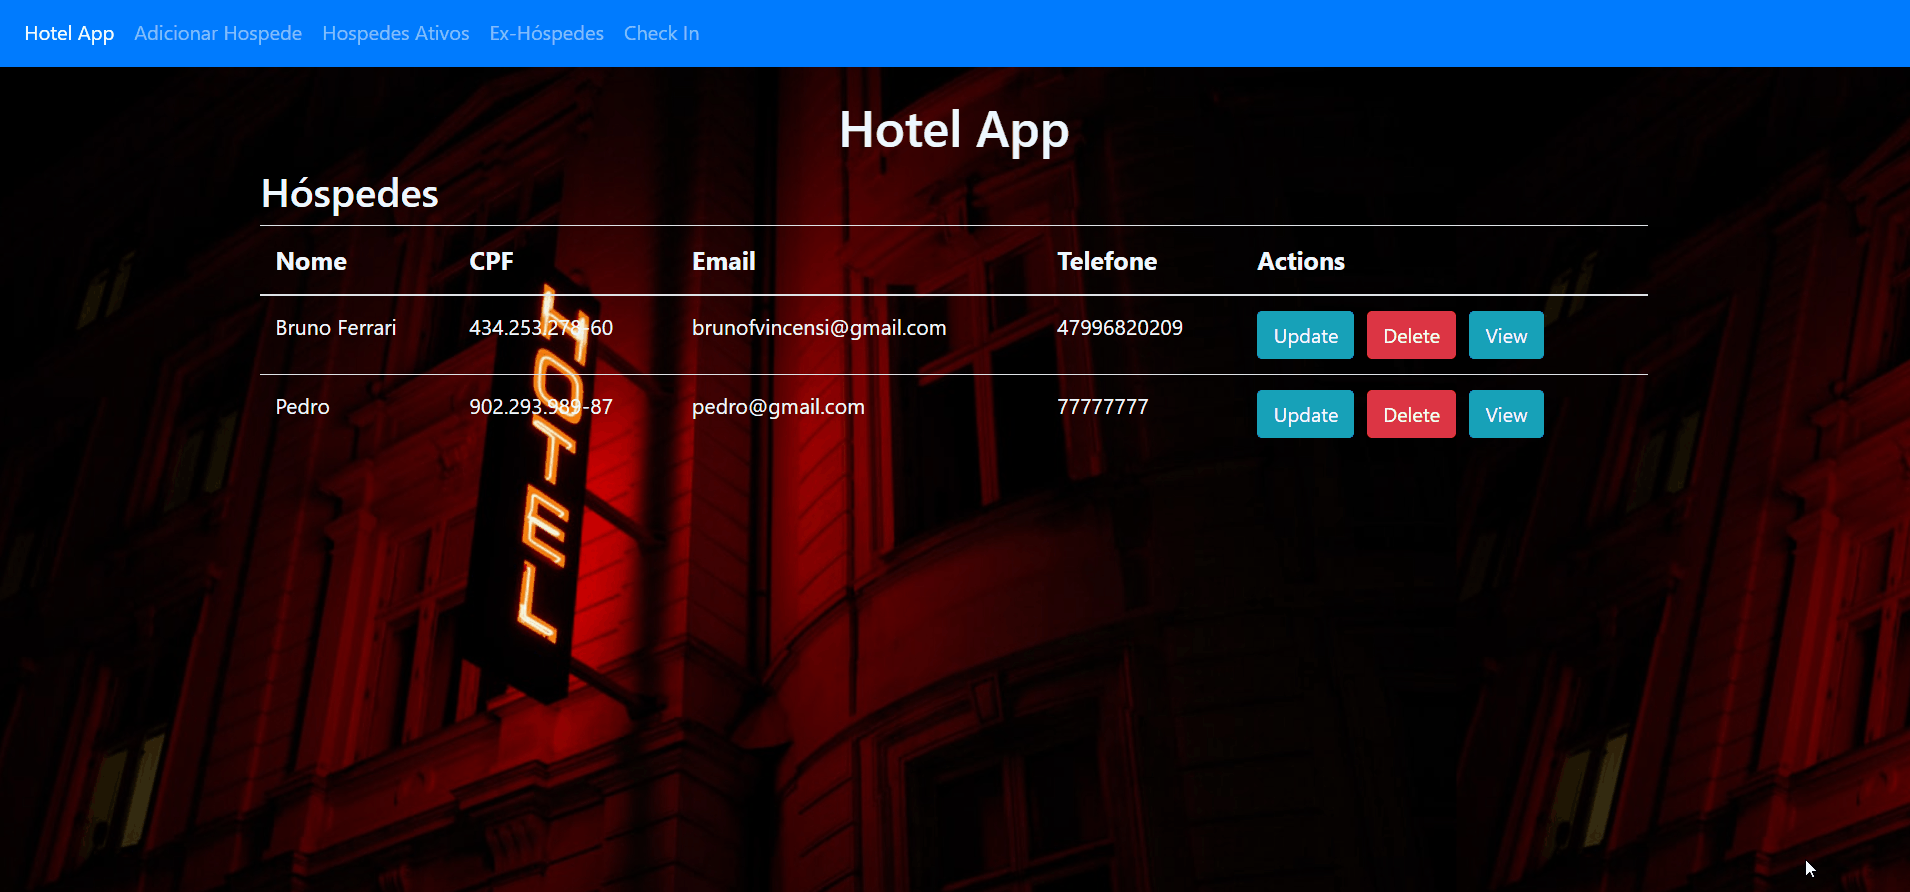 Hotel App Adicionar Hospede Hospedes Ativos Ex-Hóspedes Check In
Hotel App
Hóspedes
Nome CPF Email Telefone Actions
Bruno Ferrari 434.253.278-60 brunofvincensi@gmail.com 47996820209 Update Delete View
Pedro 902.293.989-87 pedro@gmail.com 77777777 Update Delete View
HOTEL